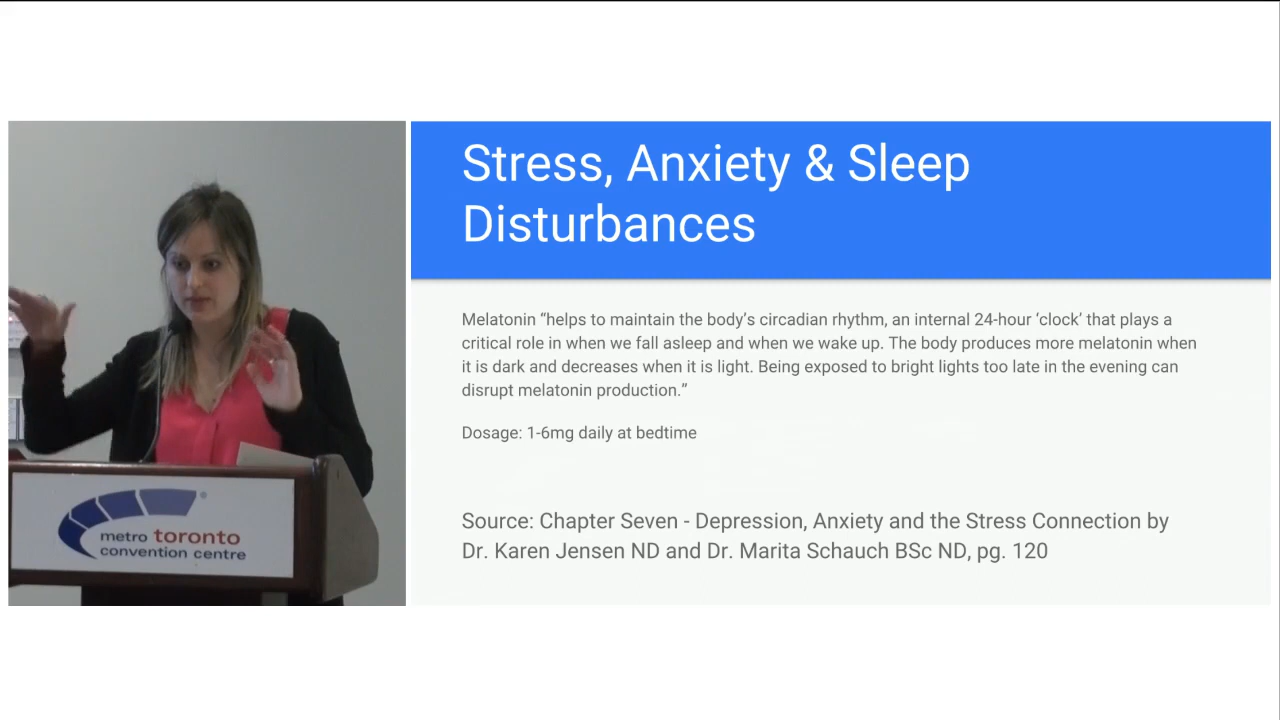 Stress, Anxiety & Sleep
Disturbances
Melatonin “helps to maintain the body’s circadian rhythm, an internal 24-hour ‘clock’ that plays a
critical role in when we fall asleep and when we wake up. The body produces more melatonin when
it is dark and decreases when it is light. Being exposed to bright lights too late in the evening can
disrupt melatonin production.”
Dosage: 1-6mg daily at bedtime
Source: Chapter Seven - Depression, Anxiety and the Stress Connection by
Dr. Karen Jensen ND and Dr. Marita Schauch BSc ND, pg. 120
metro toronto
convention centre